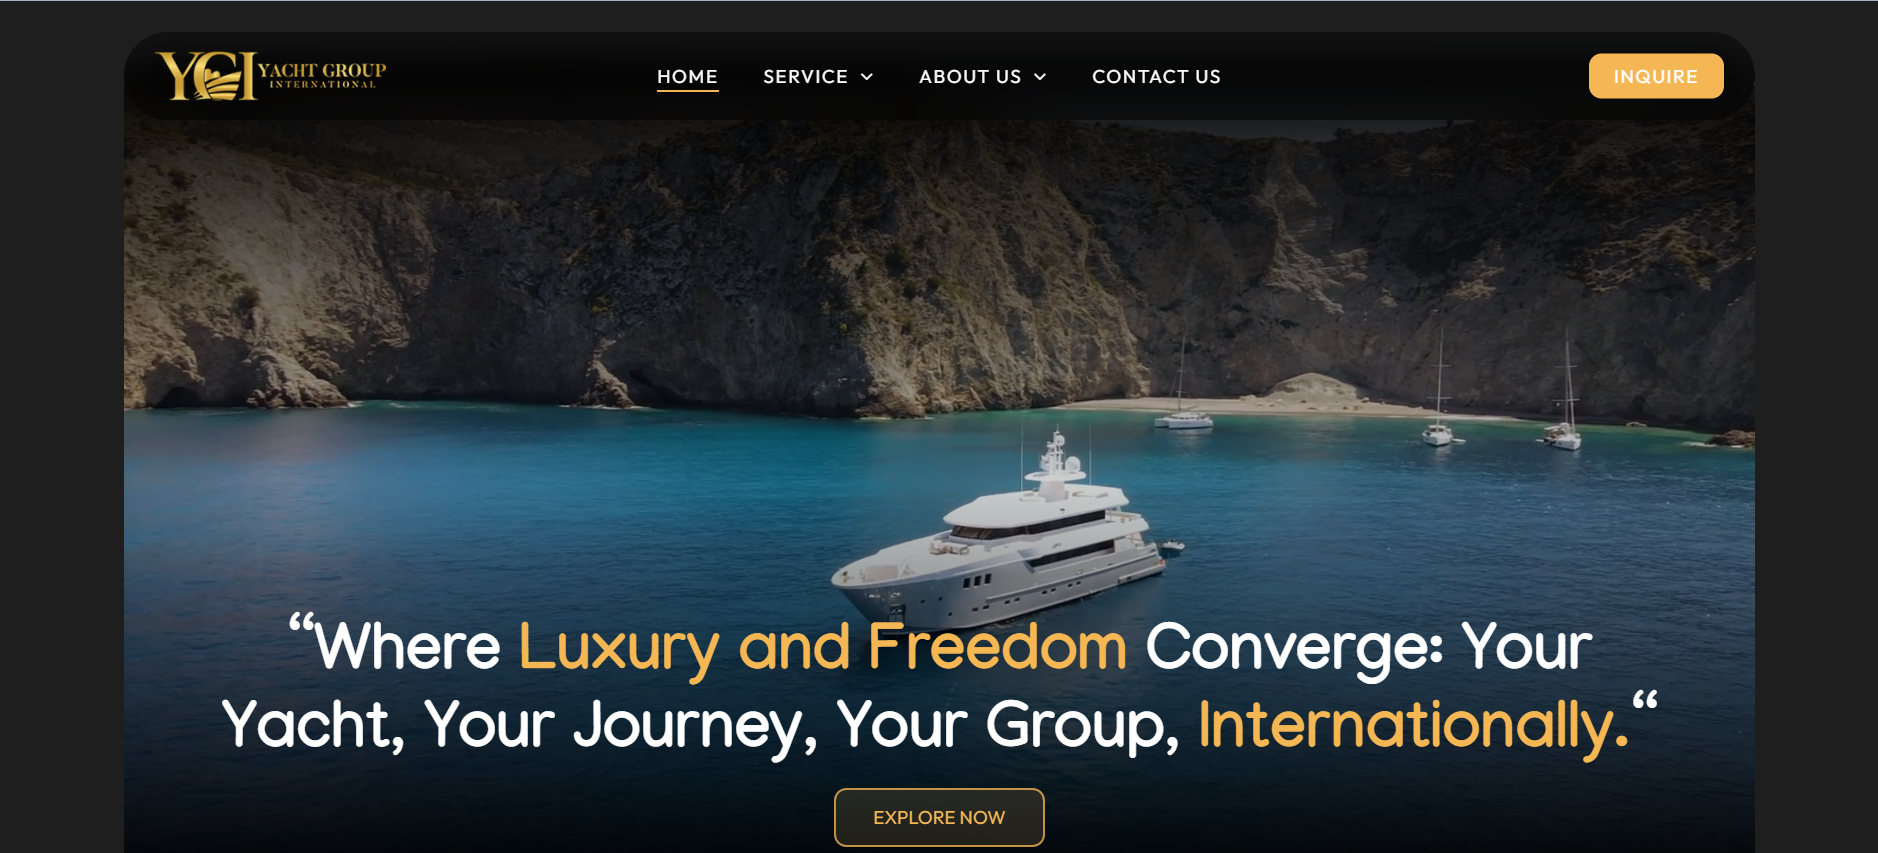 YGI YACHT GROUP
INTERNATIONAL
HOME SERVICE ABOUT US CONTACT US INQUIRE
“Where Luxury and Freedom Converge: Your
Yacht, Your Journey, Your Group, Internationally.“
EXPLORE NOW